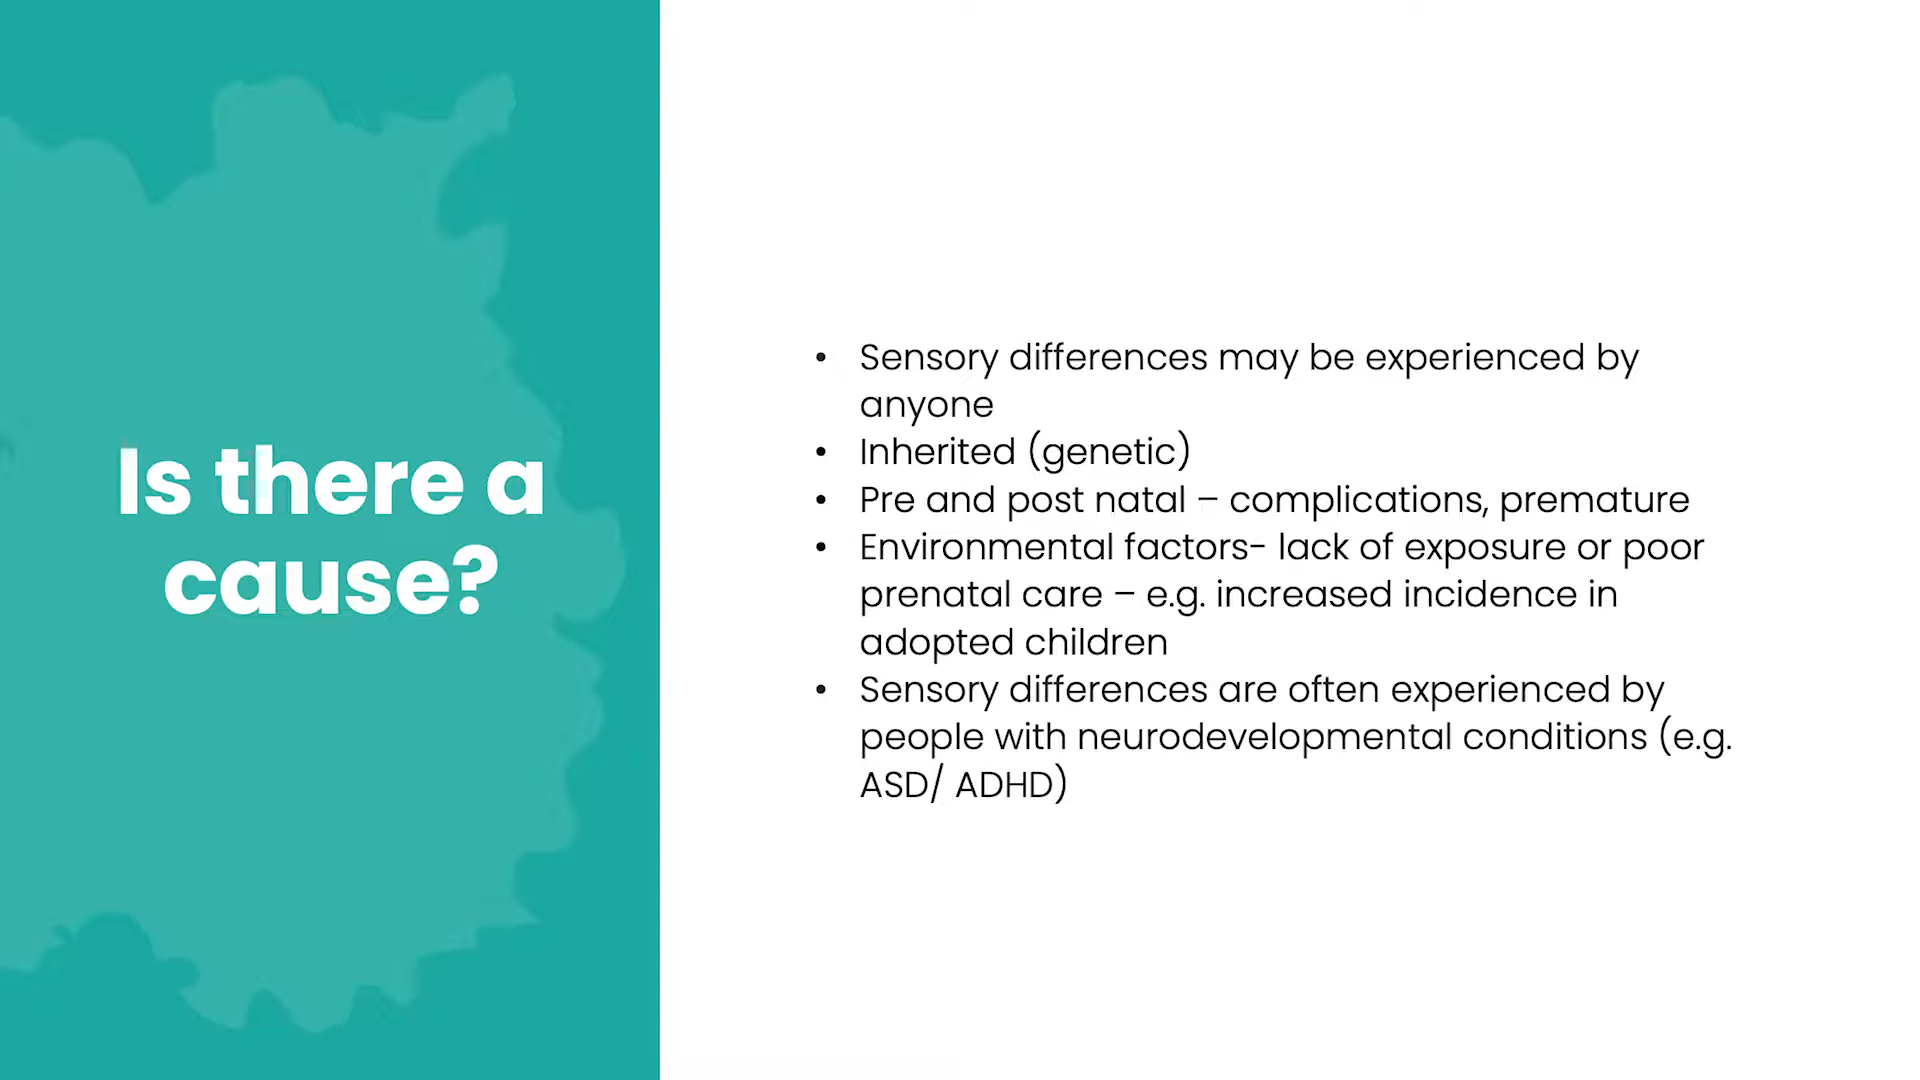 Is there a
cause?
• Sensory differences may be experienced by
anyone
• Inherited (genetic)
• Pre and post natal – complications, premature
• Environmental factors- lack of exposure or poor
prenatal care – e.g. increased incidence in
adopted children
• Sensory differences are often experienced by
people with neurodevelopmental conditions (e.g.
ASD/ ADHD)